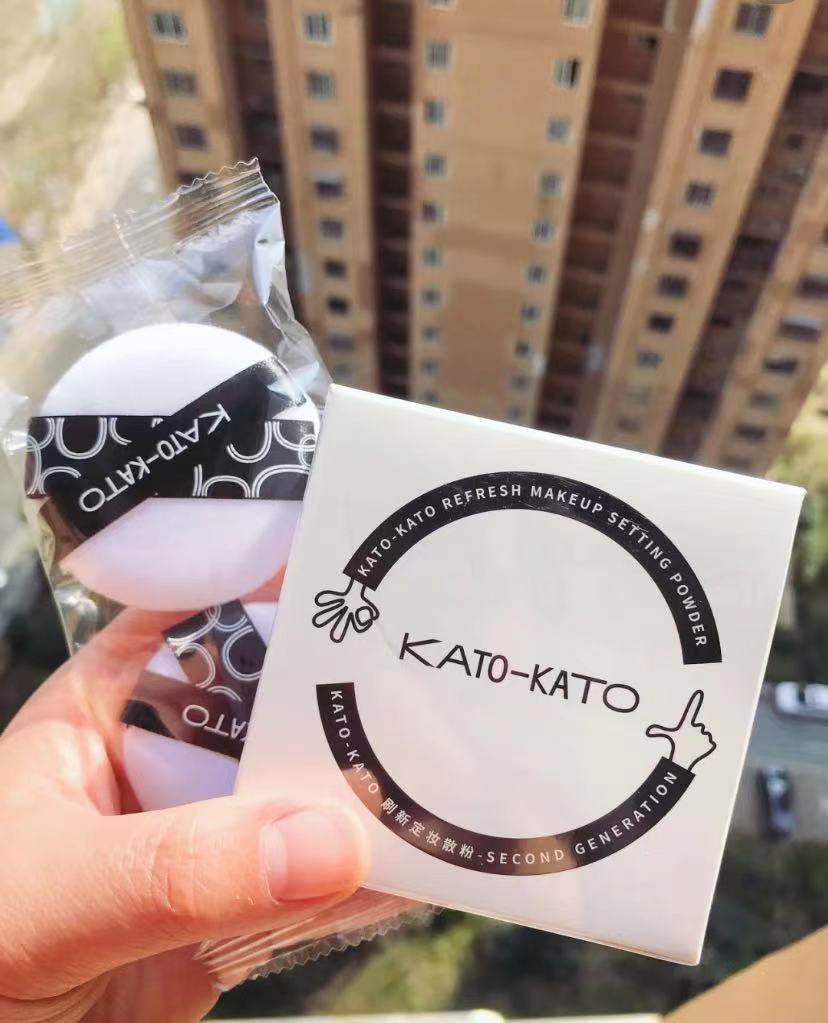 KATO-KATO REFRESH MAKEUP SETTING POWDER
KATO-KATO
KATO-KATO 刷新定妆散粉-SECOND GENERATION
KATO-KATO
KATO